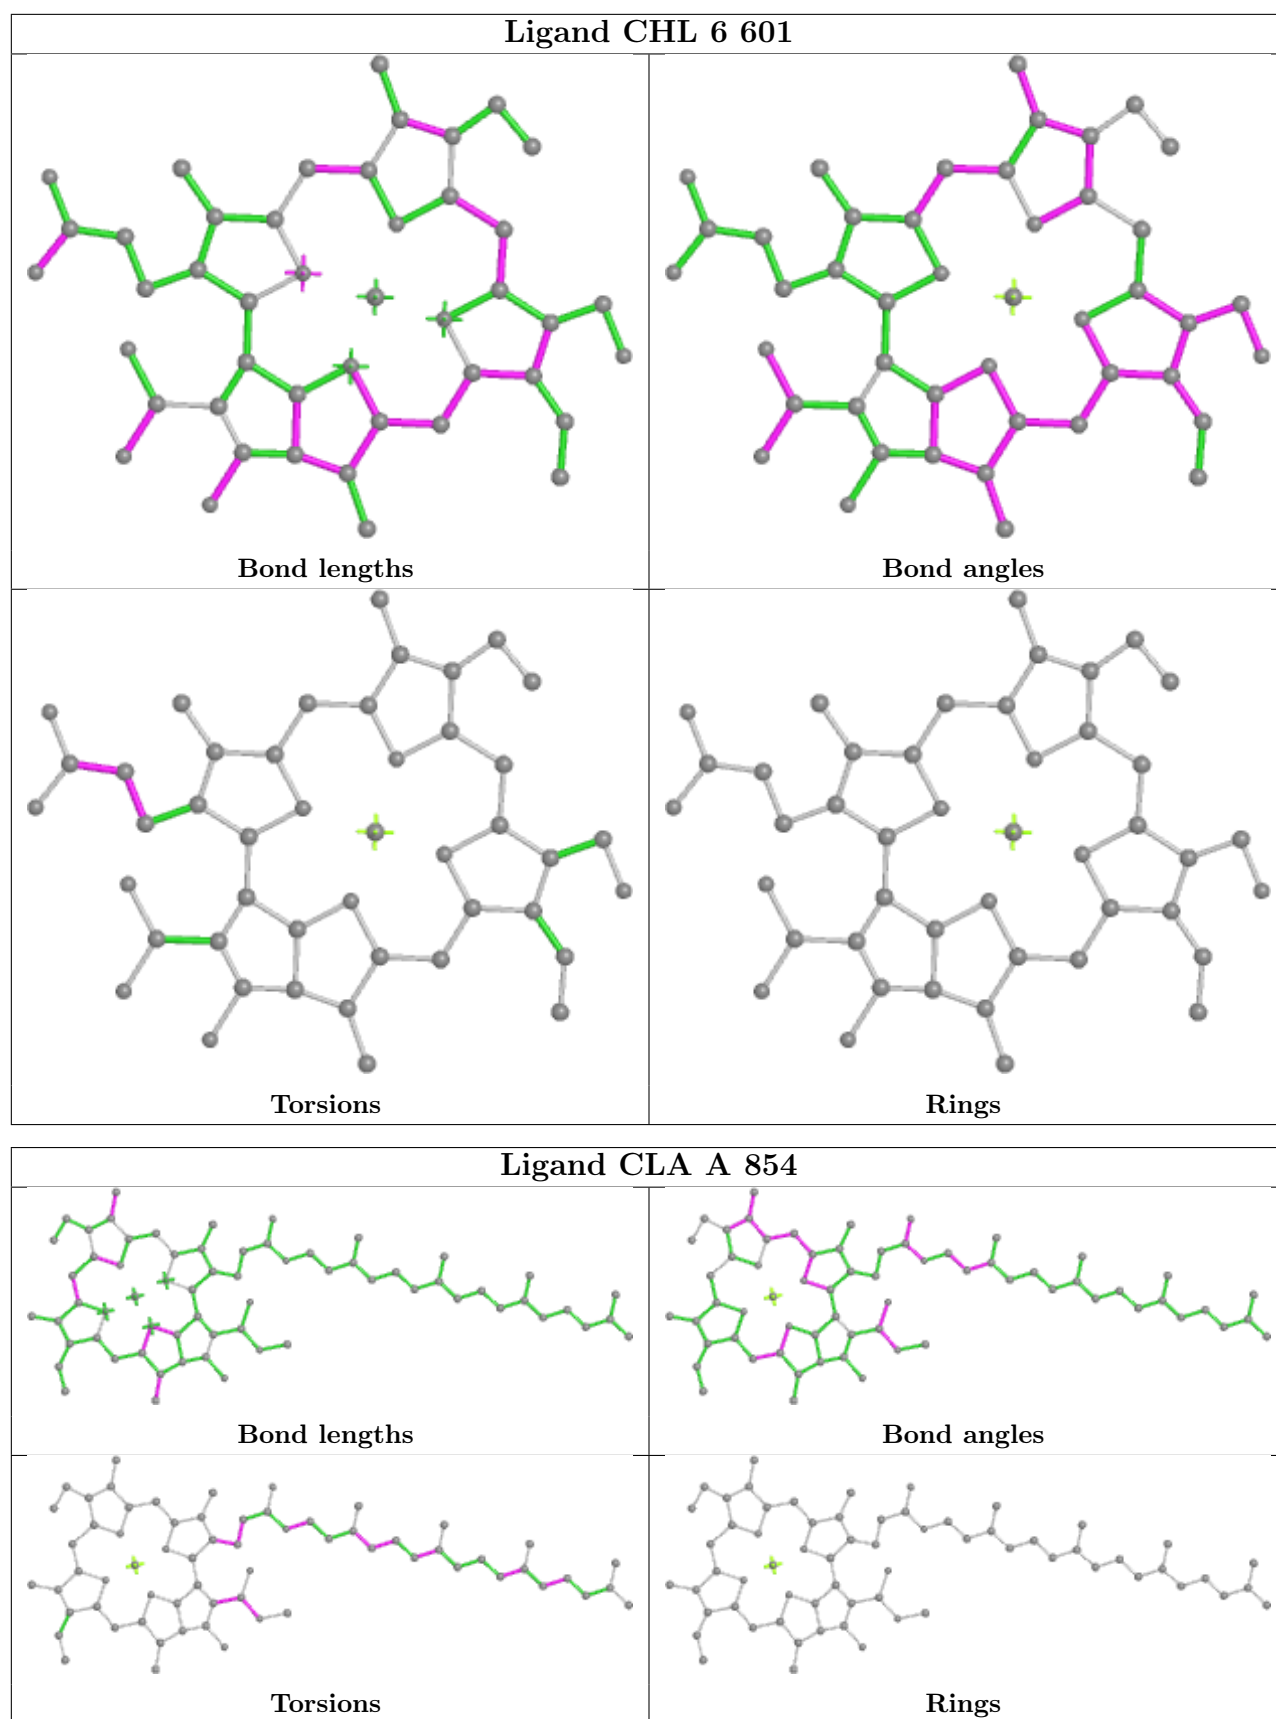 Ligand CHL 6 601
Bond lengths
Bond angles
Torsions
Rings
Ligand CLA A 854
Bond lengths
Bond angles
Torsions
Rings